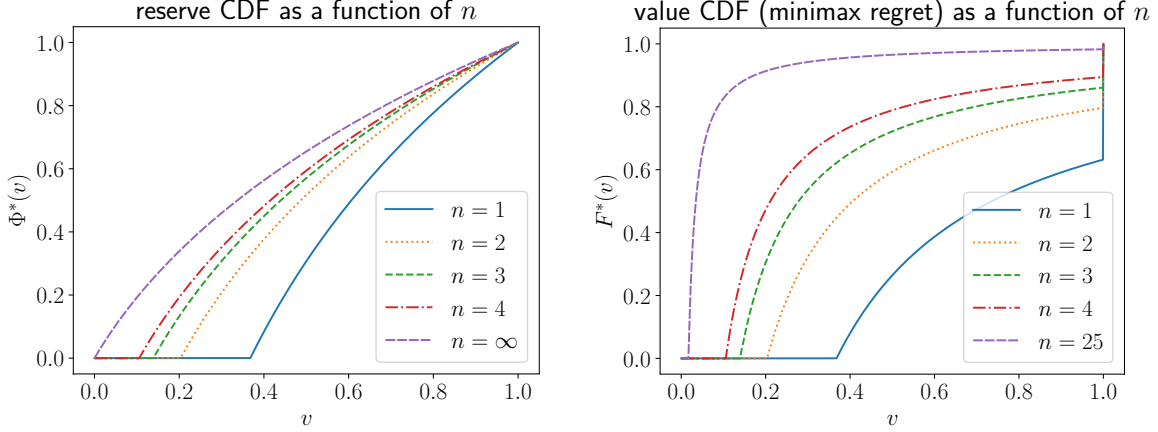 reserve CDF as a function of n
1.0
0.8
0.6
0.4
0.2
0.0
Φ*(v)
n = 1
n = 2
n = 3
n = 4
n = ∞
0.0 0.2 0.4 0.6 0.8 1.0
v
value CDF (minimax regret) as a function of n
1.0
0.8
0.6
0.4
0.2
0.0
F*(v)
n = 1
n = 2
n = 3
n = 4
n = 25
0.0 0.2 0.4 0.6 0.8 1.0
v